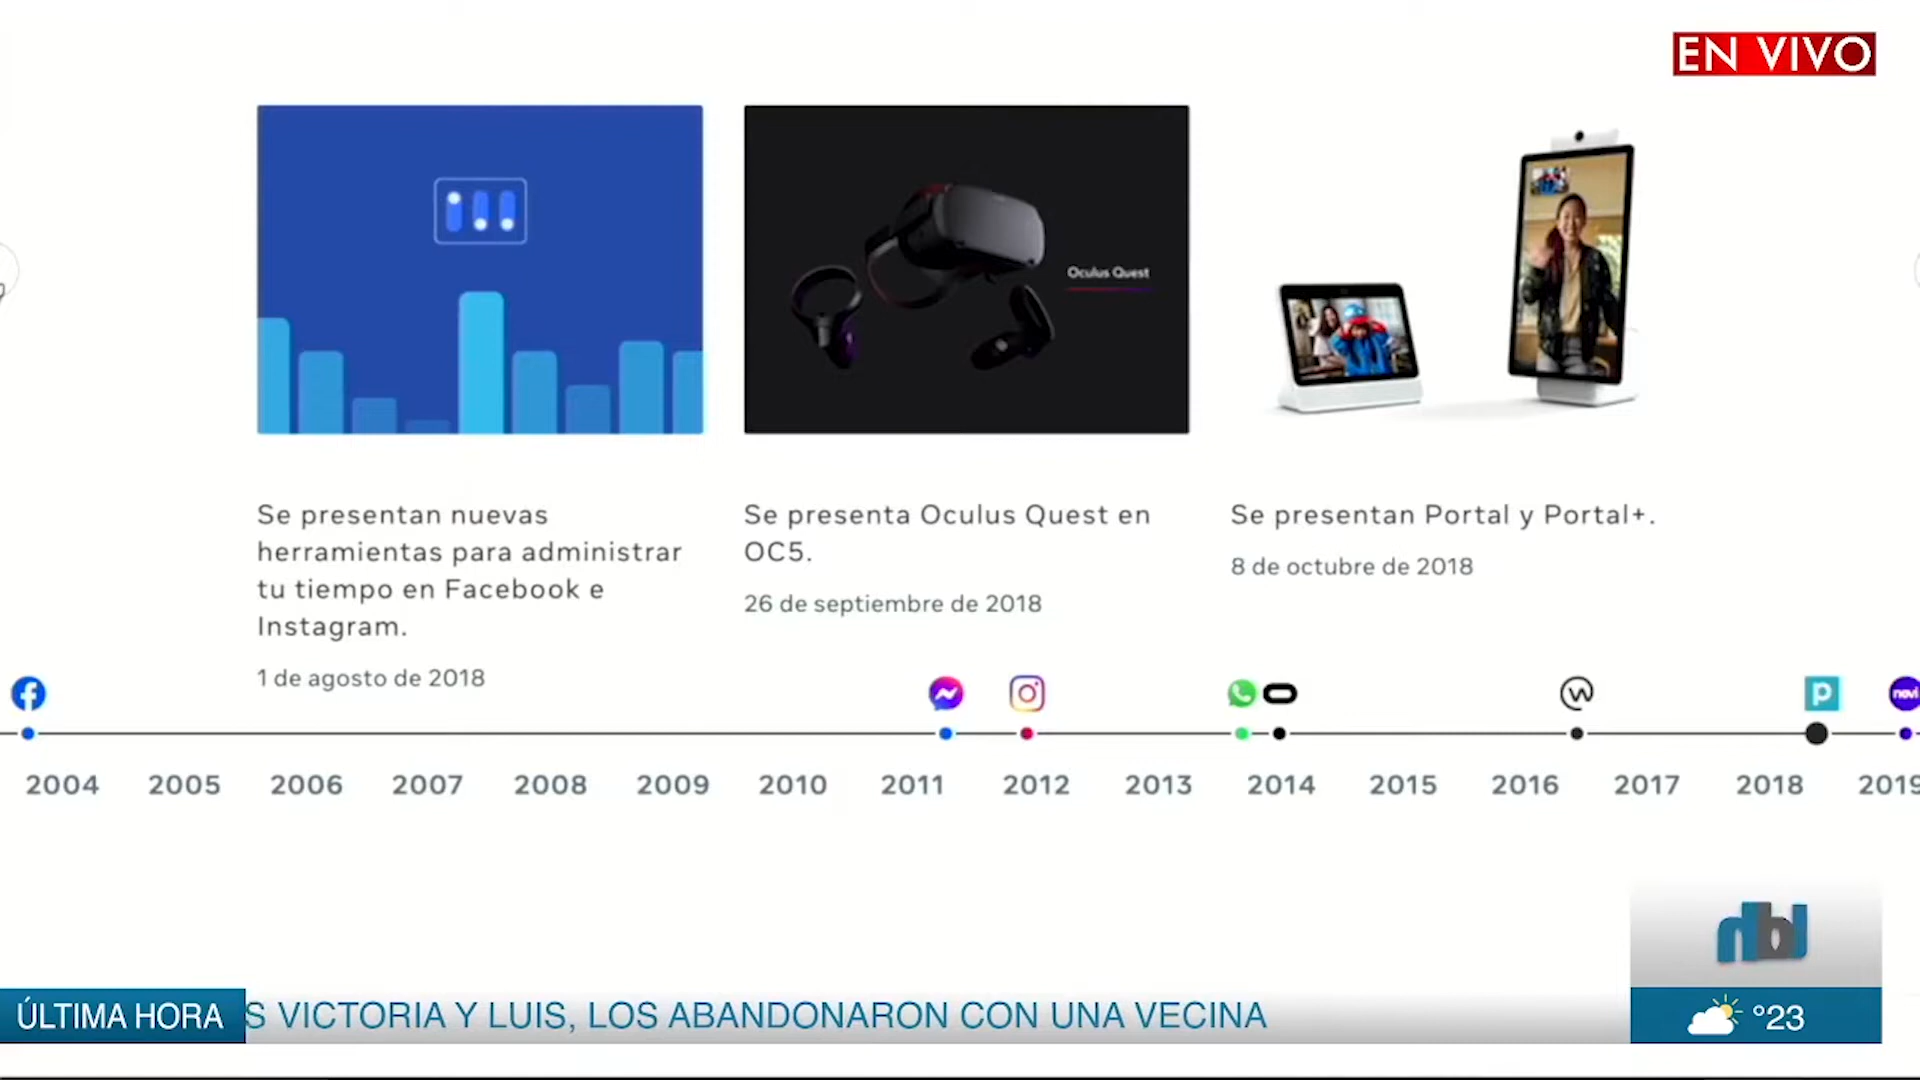 EN VIVO
Oculus Quest
Se presentan nuevas
herramientas para administrar
tu tiempo en Facebook e
Instagram.
1 de agosto de 2018
Se presenta Oculus Quest en
OC5.
26 de septiembre de 2018
Se presentan Portal y Portal+.
8 de octubre de 2018
novi
2004 2005 2006 2007 2008 2009 2010 2011 2012 2013 2014 2015 2016 2017 2018 2019
nbl
ÚLTIMA HORA
S VICTORIA Y LUIS, LOS ABANDONARON CON UNA VECINA
°23